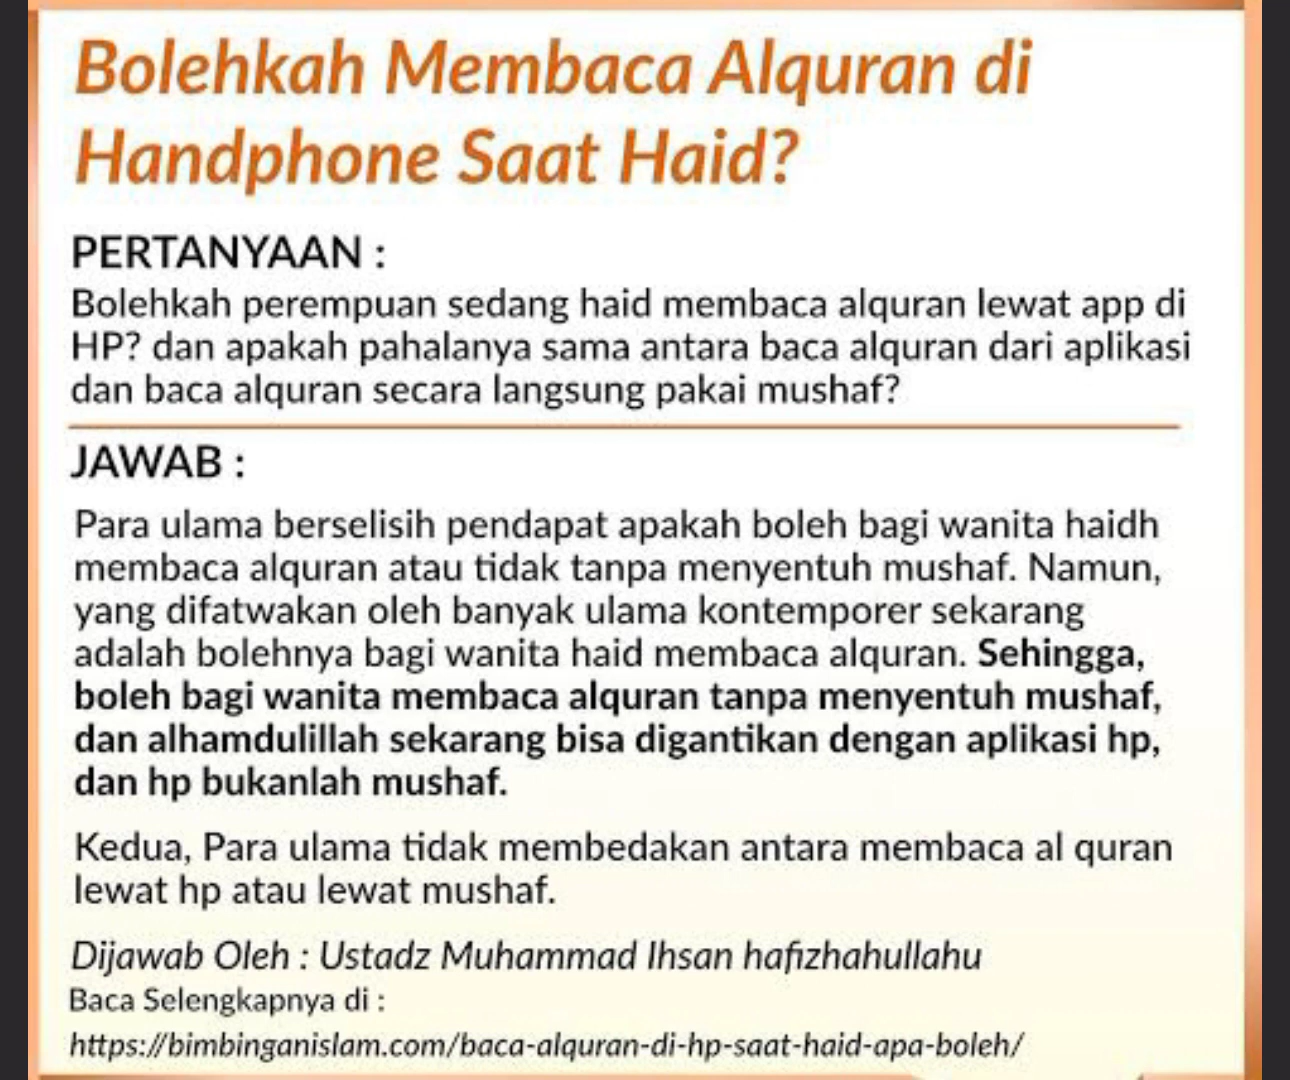 Bolehkah Membaca Alquran di
Handphone Saat Haid?
PERTANYAAN :
Bolehkah perempuan sedang haid membaca alquran lewat app di
HP? dan apakah pahalanya sama antara baca alquran dari aplikasi
dan baca alquran secara langsung pakai mushaf?
JAWAB :
Para ulama berselisih pendapat apakah boleh bagi wanita haidh
membaca alquran atau tidak tanpa menyentuh mushaf. Namun,
yang difatwakan oleh banyak ulama kontemporer sekarang
adalah bolehnya bagi wanita haid membaca alquran. Sehingga,
boleh bagi wanita membaca alquran tanpa menyentuh mushaf,
dan alhamdulillah sekarang bisa digantikan dengan aplikasi hp,
dan hp bukanlah mushaf.
Kedua, Para ulama tidak membedakan antara membaca al quran
lewat hp atau lewat mushaf.
Dijawab Oleh : Ustadz Muhammad Ihsan hafizhahullahu
Baca Selengkapnya di :
https://bimbinganislam.com/baca-alquran-di-hp-saat-haid-apa-boleh/